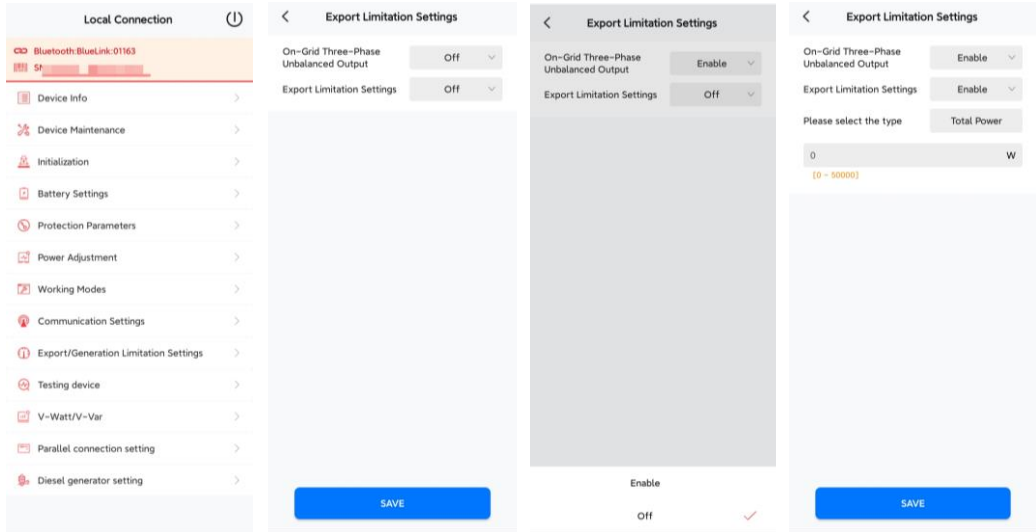 Local Connection
Bluetooth:BlueLink:01163
Device Info
Device Maintenance
Initialization
Battery Settings
Protection Parameters
Power Adjustment
Working Modes
Communication Settings
Export/Generation Limitation Settings
Testing device
V-Watt/V-Var
Parallel connection setting
Diesel generator setting
Export Limitation Settings
On-Grid Three-Phase
Unbalanced Output
Off
Export Limitation Settings
Off
SAVE
Export Limitation Settings
On-Grid Three-Phase
Unbalanced Output
Enable
Export Limitation Settings
Off
Enable
Off
Export Limitation Settings
On-Grid Three-Phase
Unbalanced Output
Enable
Export Limitation Settings
Enable
Please select the type
Total Power
0
W
[0 ~ 50000]
SAVE